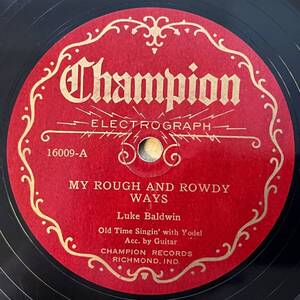 Champion
ELECTROGRAPH
16009-A
MY ROUGH AND ROWDY
WAYS
Luke Baldwin
Old Time Singin' with Yodel
Acc. by Guitar
CHAMPION RECORDS
RICHMOND, IND.